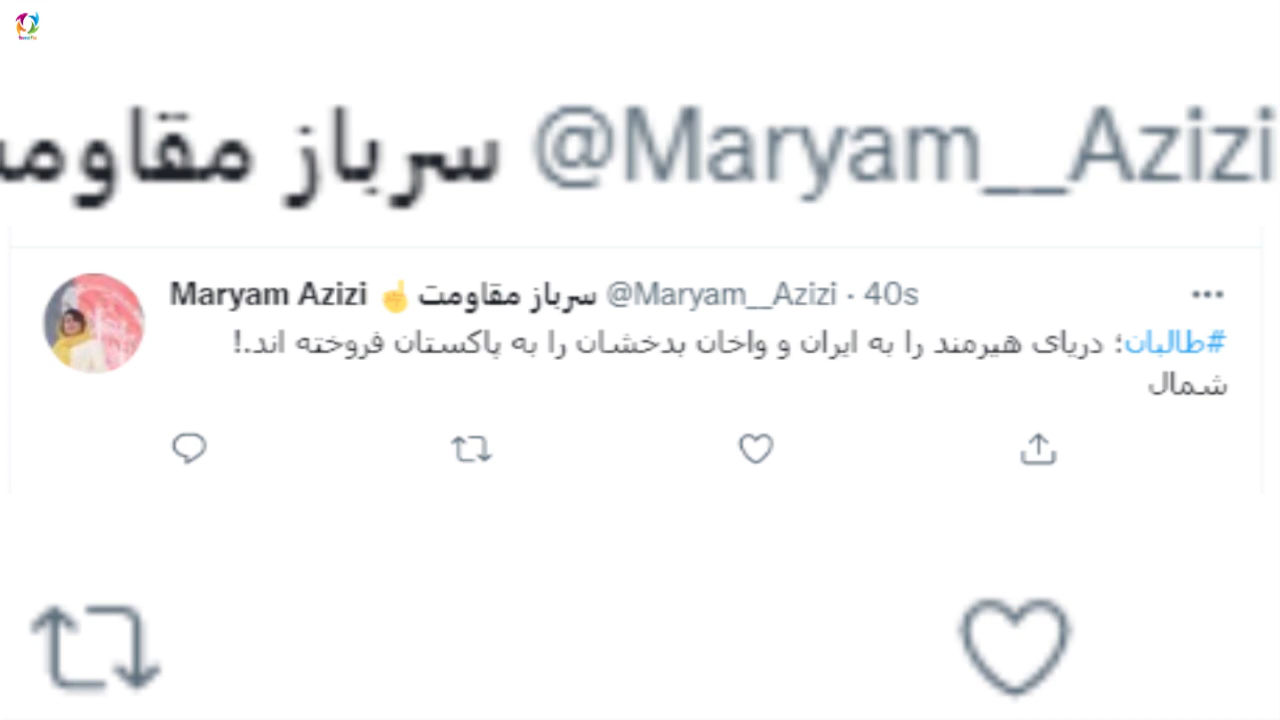 سرباز مقاومت @Maryam__Azizi
Maryam Azizi ☝ سرباز مقاومت @Maryam__Azizi · 40s
#طالبان؛ دریای هیرمند را به ایران و واخان بدخشان را به پاکستان فروخته اند.!
شمال